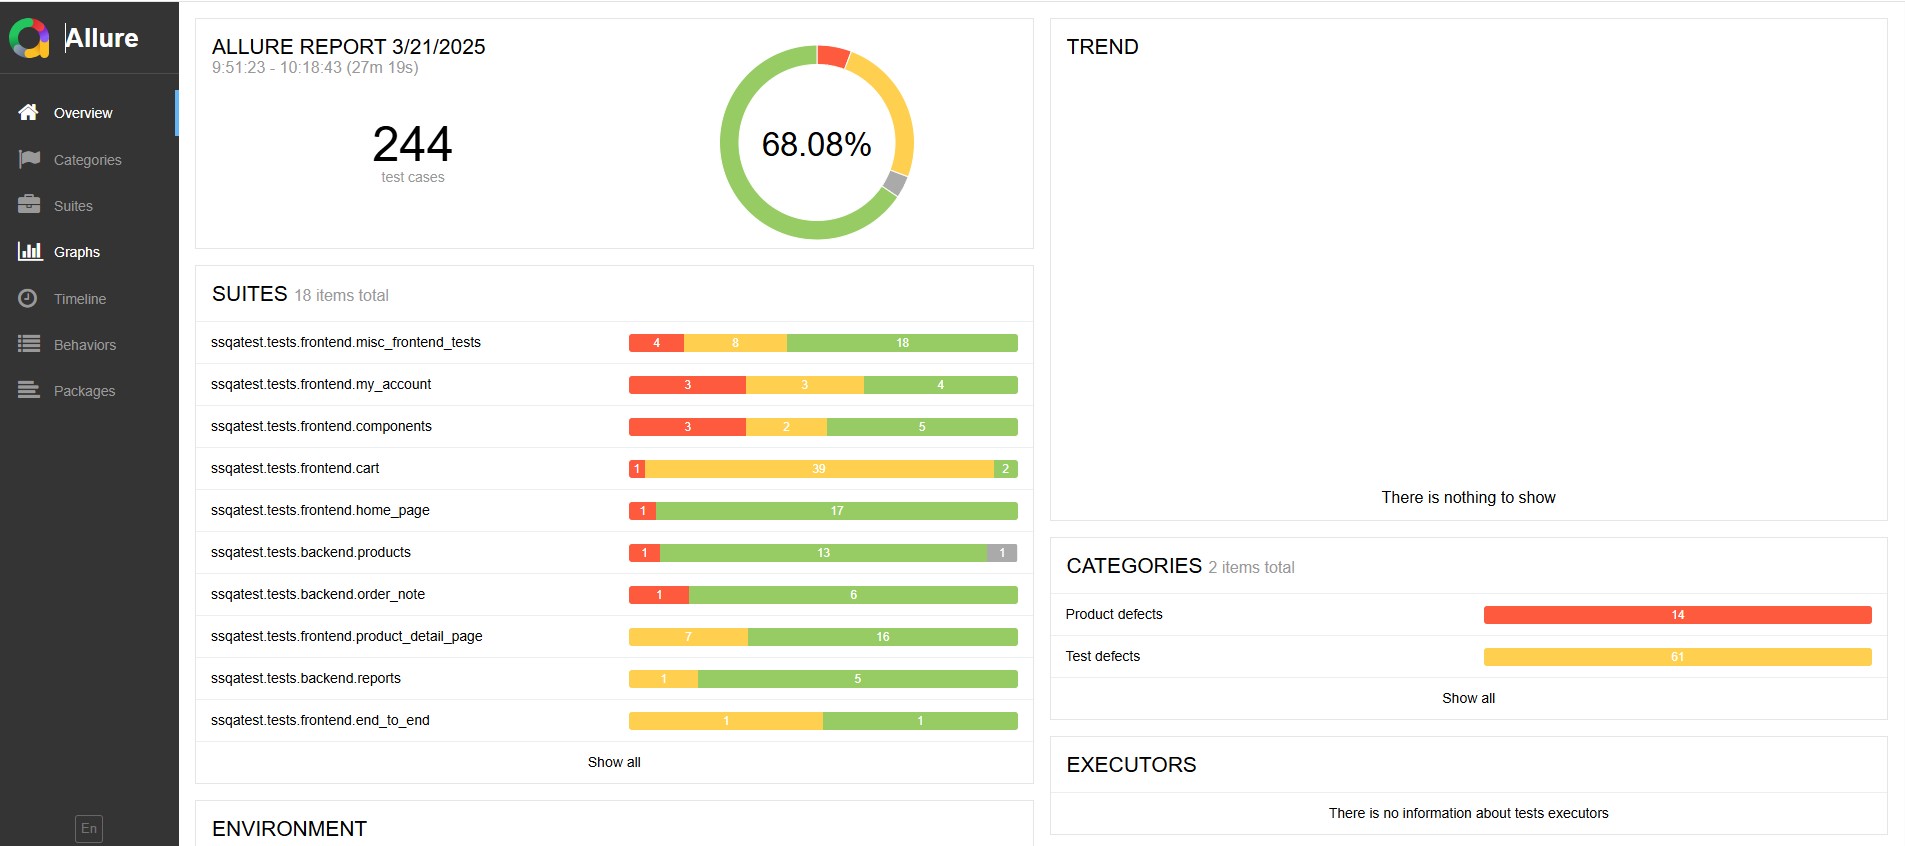 Allure
Overview
Categories
Suites
Graphs
Timeline
Behaviors
Packages
En
ALLURE REPORT 3/21/2025
9:51:23 - 10:18:43 (27m 19s)
244
test cases
68.08%
SUITES 18 items total
ssqatest.tests.frontend.misc_frontend_tests 4 8 18
ssqatest.tests.frontend.my_account 3 3 4
ssqatest.tests.frontend.components 3 2 5
ssqatest.tests.frontend.cart 1 39 2
ssqatest.tests.frontend.home_page 1 17
ssqatest.tests.backend.products 1 13 1
ssqatest.tests.backend.order_note 1 6
ssqatest.tests.frontend.product_detail_page 7 16
ssqatest.tests.backend.reports 1 5
ssqatest.tests.frontend.end_to_end 1 1
Show all
ENVIRONMENT
TREND
There is nothing to show
CATEGORIES 2 items total
Product defects 14
Test defects 61
Show all
EXECUTORS
There is no information about tests executors